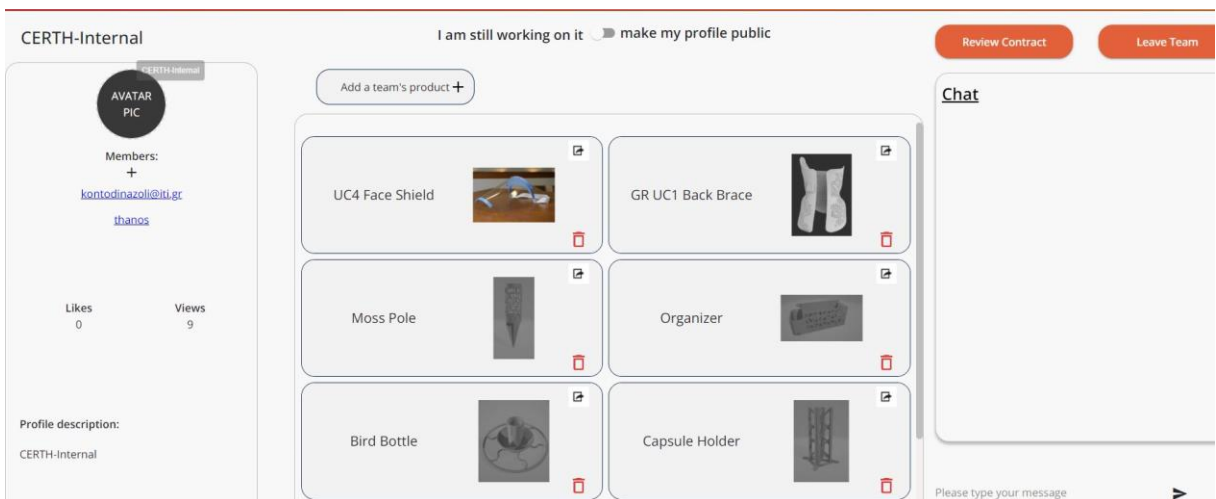 CERTH-Internal
I am still working on it make my profile public
Review Contract
Leave Team
CERTH-Internal
AVATAR
PIC
Members:
+
kontodinazoli@iti.gr
thanos
Likes
Views
0
9
Profile description:
CERTH-Internal
Add a team's product +
UC4 Face Shield
GR UC1 Back Brace
Moss Pole
Organizer
Bird Bottle
Capsule Holder
Chat
Please type your message